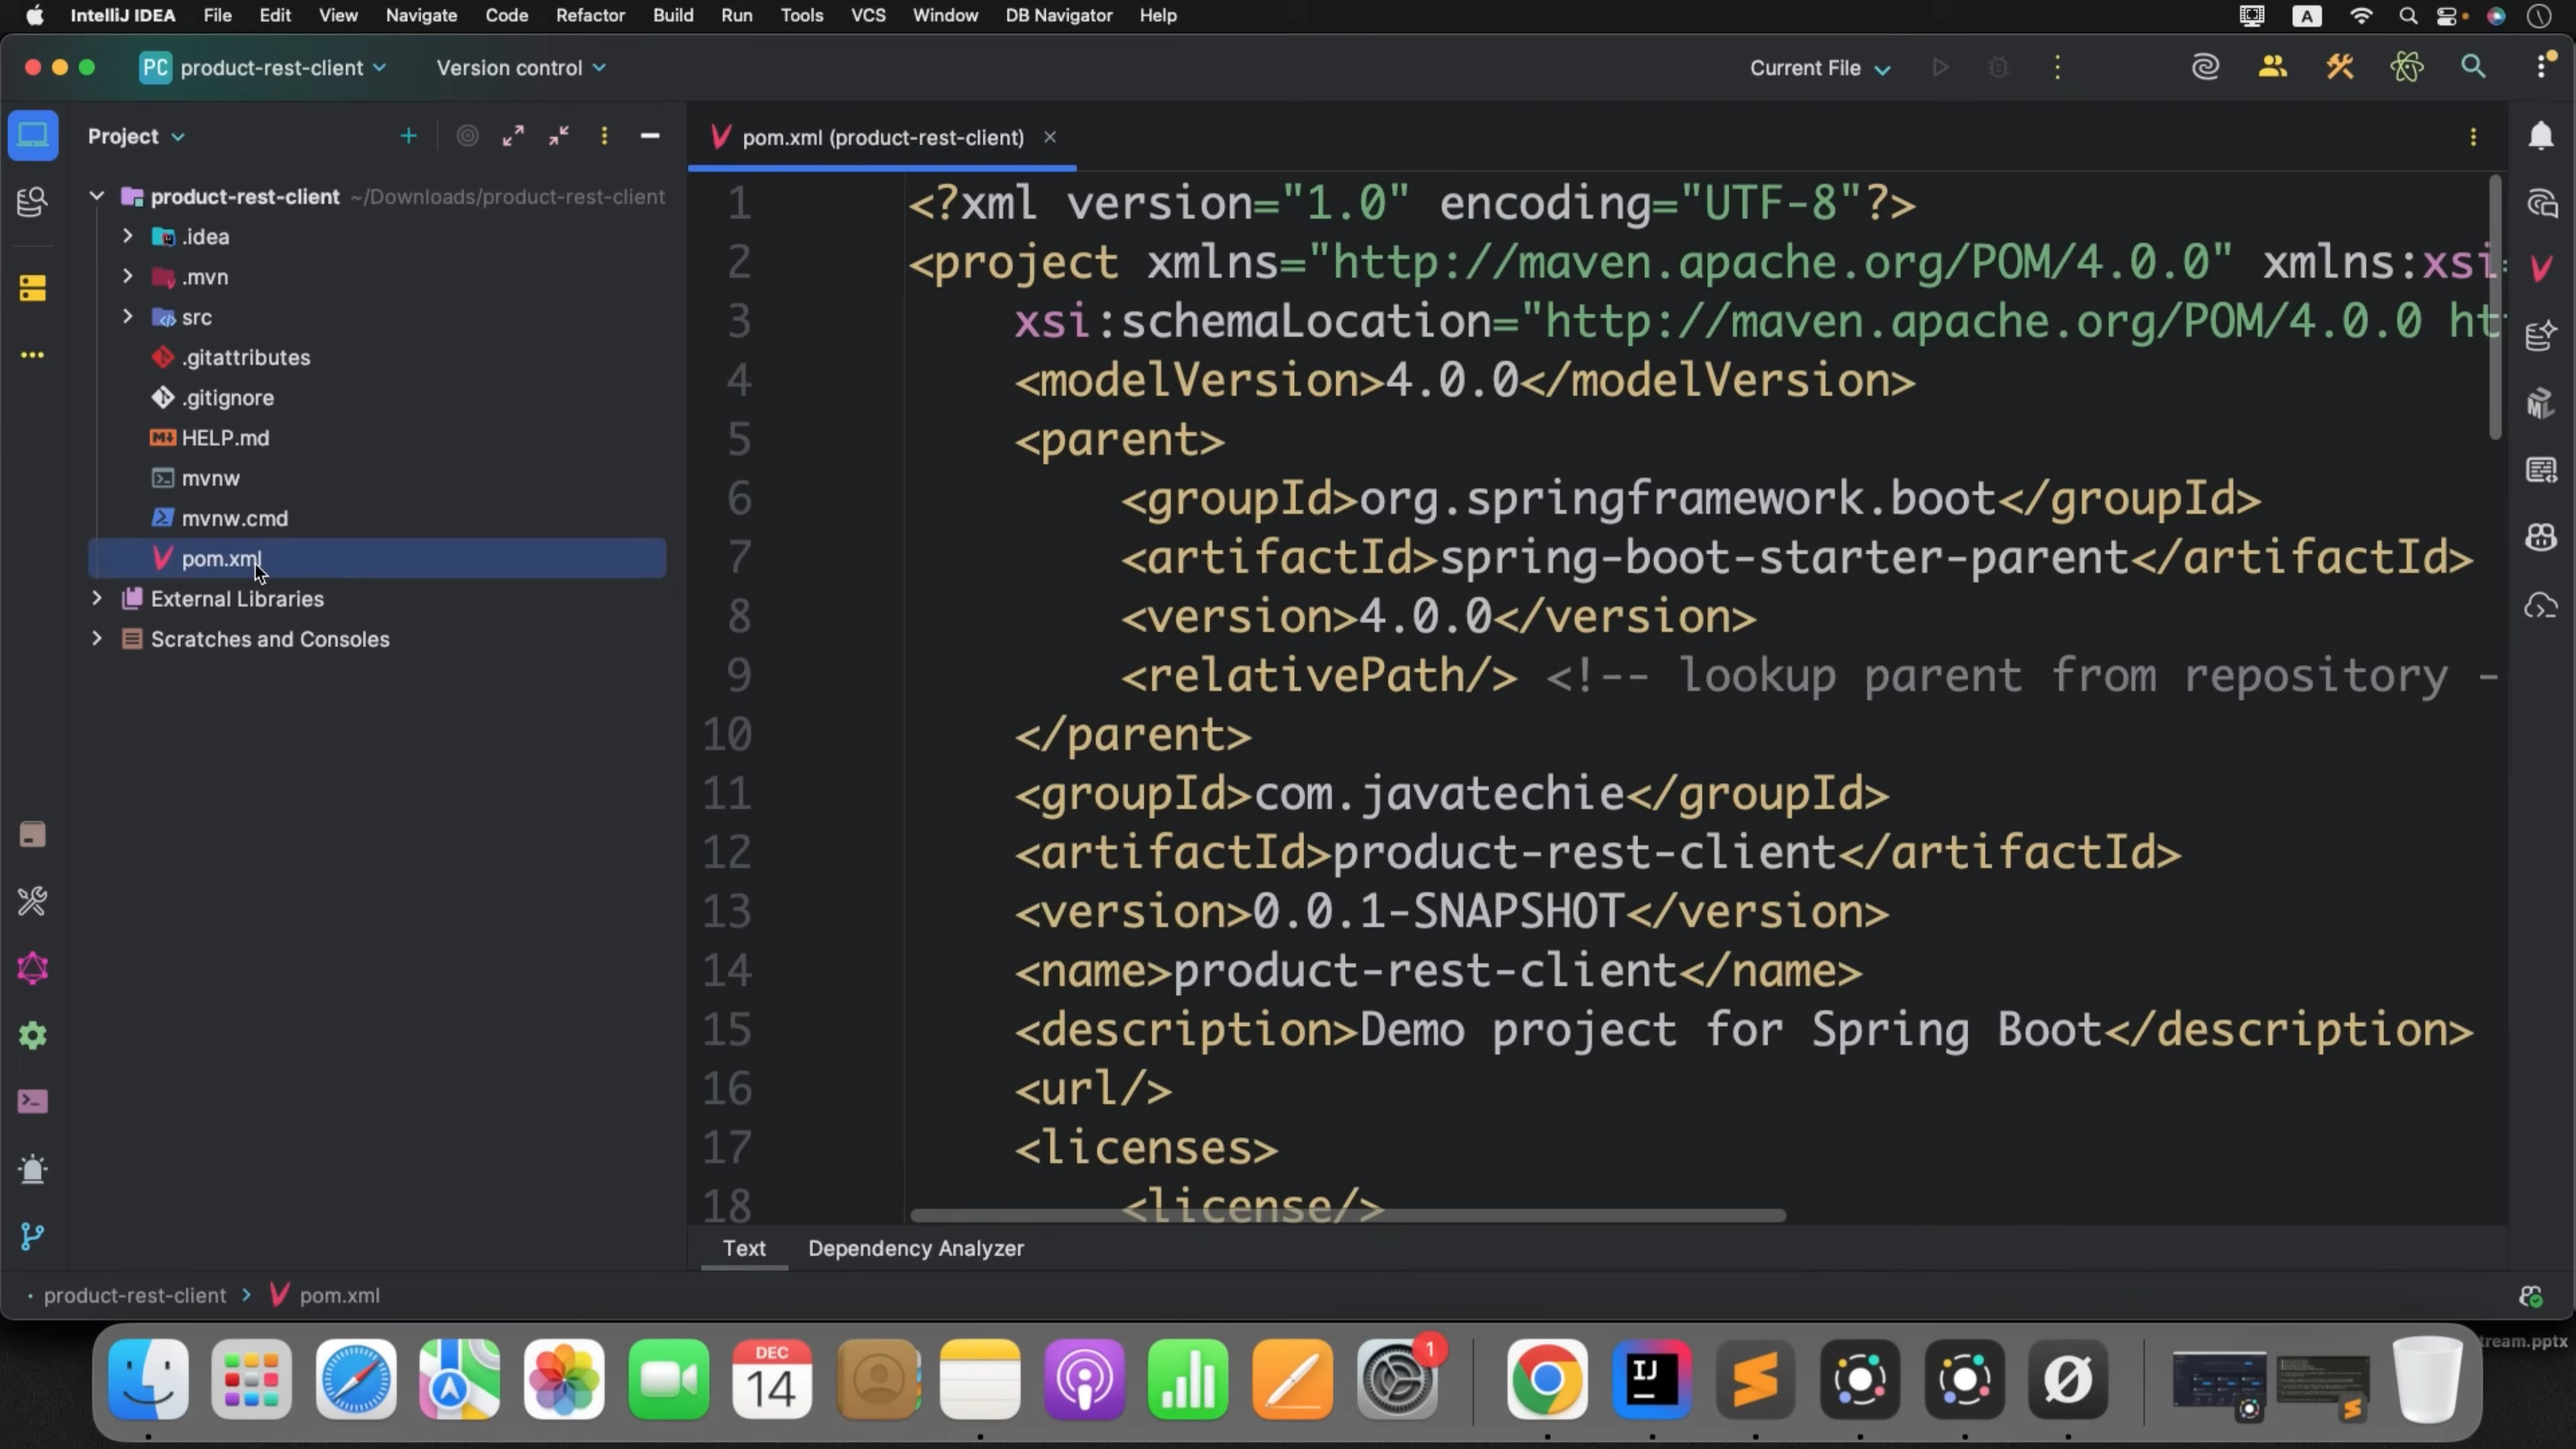 IntelliJ IDEA File Edit View Navigate Code Refactor Build Run Tools VCS Window DB Navigator Help A
PC product-rest-client Version control Current File
Project
pom.xml (product-rest-client)
product-rest-client ~/Downloads/product-rest-client
.idea
.mvn
src
.gitattributes
.gitignore
HELP.md
mvnw
mvnw.cmd
pom.xml
External Libraries
Scratches and Consoles
1 <?xml version="1.0" encoding="UTF-8"?>
2 <project xmlns="http://maven.apache.org/POM/4.0.0" xmlns:xsi
3 xsi:schemaLocation="http://maven.apache.org/POM/4.0.0 ht
4 <modelVersion>4.0.0</modelVersion>
5 <parent>
6 <groupId>org.springframework.boot</groupId>
7 <artifactId>spring-boot-starter-parent</artifactId>
8 <version>4.0.0</version>
9 <relativePath/> <!-- lookup parent from repository -
10 </parent>
11 <groupId>com.javatechie</groupId>
12 <artifactId>product-rest-client</artifactId>
13 <version>0.0.1-SNAPSHOT</version>
14 <name>product-rest-client</name>
15 <description>Demo project for Spring Boot</description>
16 <url/>
17 <licenses>
18 <license/>
Text Dependency Analyzer
product-rest-client > pom.xml
tream.pptx
DEC
14
1
IJ